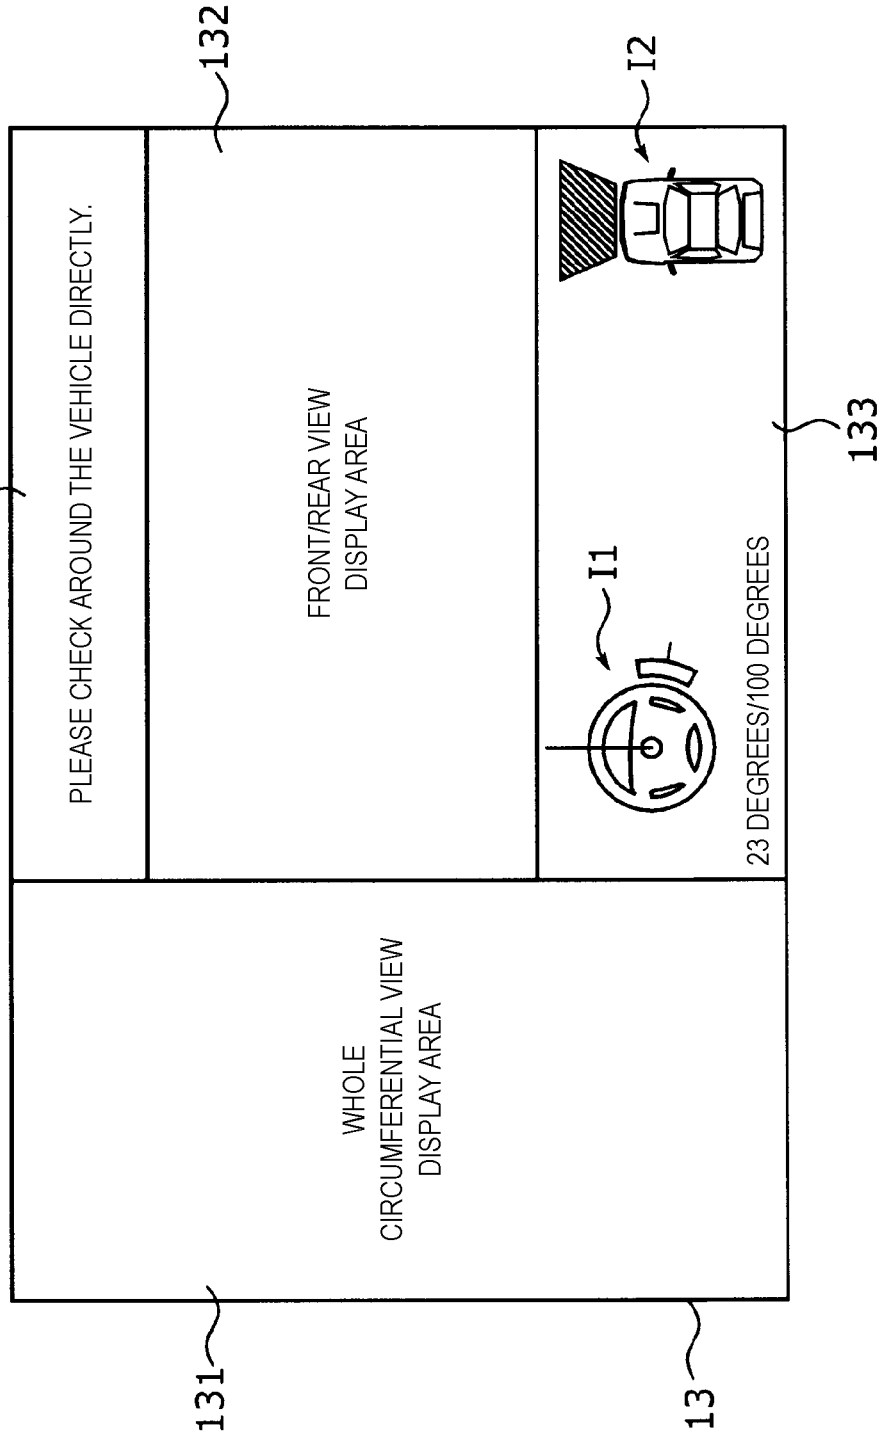 PLEASE CHECK AROUND THE VEHICLE DIRECTLY.
131
132
WHOLE
CIRCUMFERENTIAL VIEW
DISPLAY AREA
FRONT/REAR VIEW
DISPLAY AREA
I1
I2
13
23 DEGREES/100 DEGREES
133